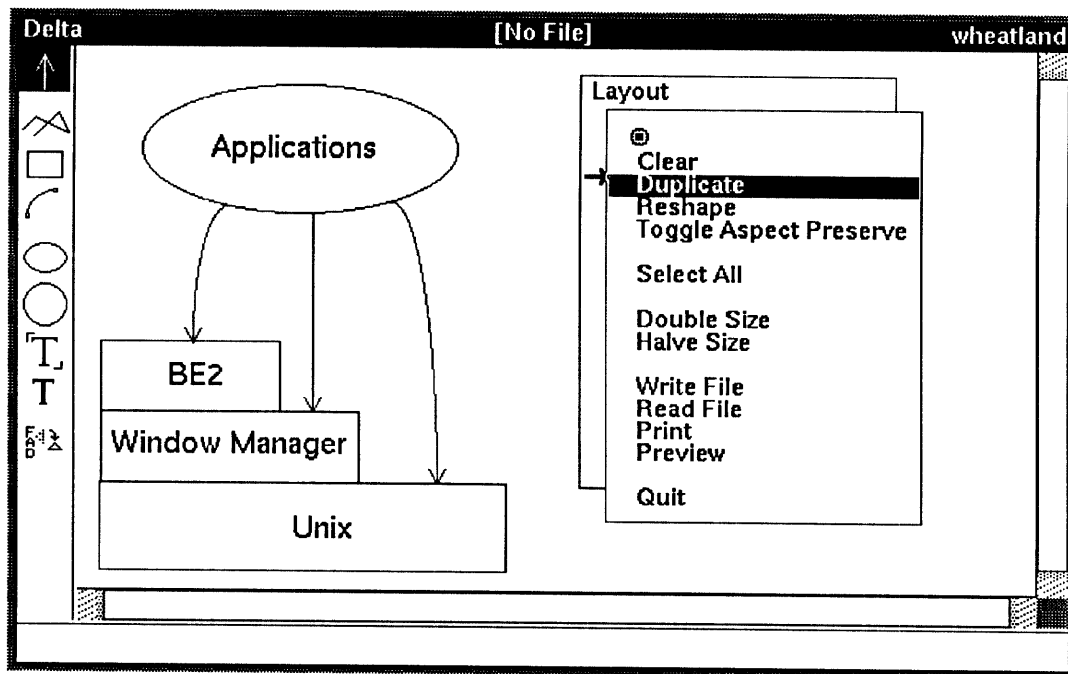 Delta [No File] wheatland
Applications
BE2
Window Manager
Unix
T
T
Layout
Clear
Duplicate
Reshape
Toggle Aspect Preserve
Select All
Double Size
Halve Size
Write File
Read File
Print
Preview
Quit